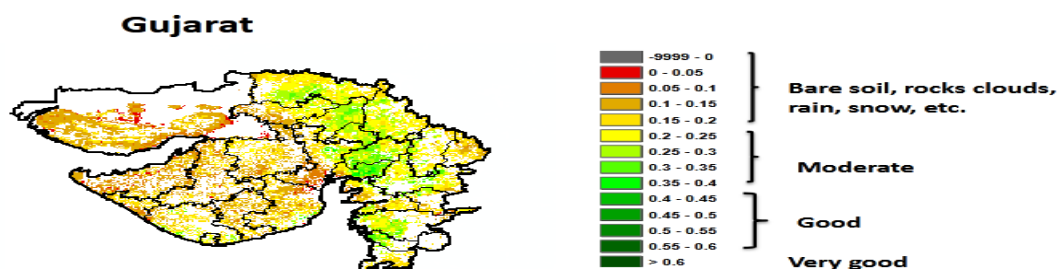 Gujarat
-9999 - 0
0 - 0.05
0.05 - 0.1
0.1 - 0.15
0.15 - 0.2
0.2 - 0.25
0.25 - 0.3
0.3 - 0.35
0.35 - 0.4
0.4 - 0.45
0.45 - 0.5
0.5 - 0.55
0.55 - 0.6
> 0.6
Bare soil, rocks clouds,
rain, snow, etc.
Moderate
Good
Very good